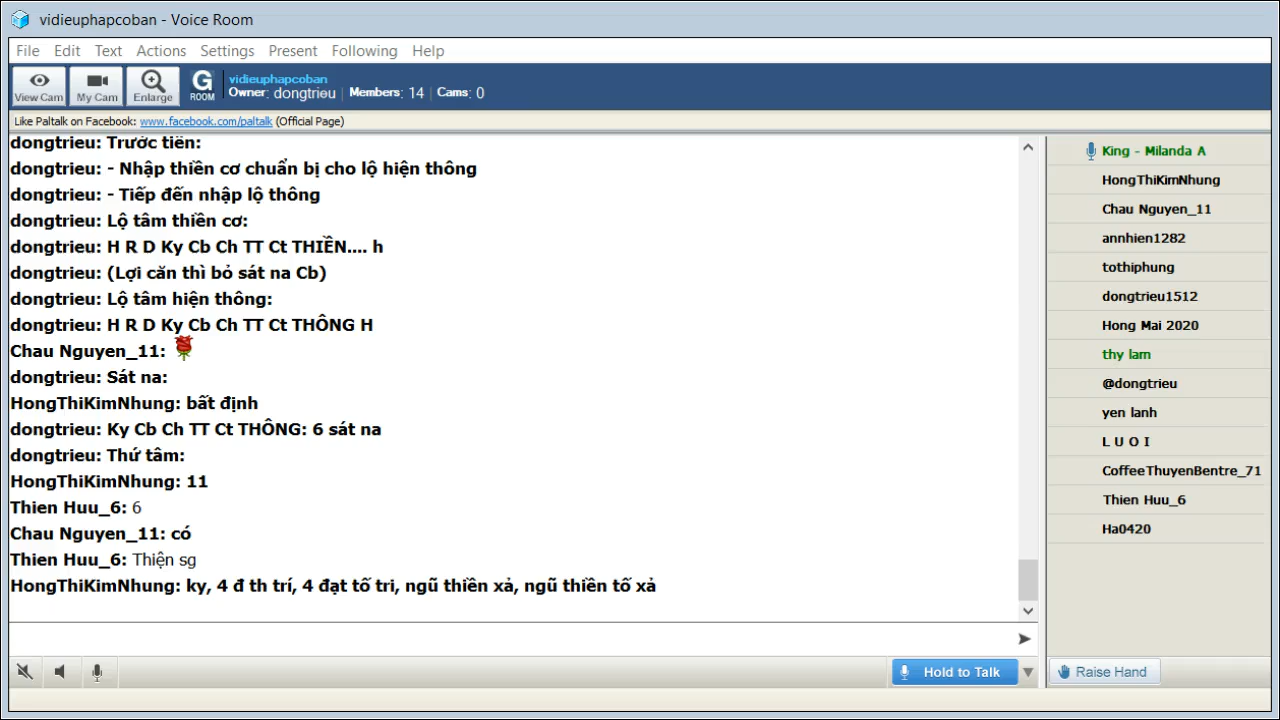 vidieuphapcoban - Voice Room
File Edit Text Actions Settings Present Following Help
View Cam My Cam Enlarge G ROOM
vidieuphapcoban
Owner: dongtrieu | Members: 14 | Cams: 0
Like Paltalk on Facebook: www.facebook.com/paltalk (Official Page)
dongtrieu: Trước tiên:
dongtrieu: - Nhập thiền cơ chuẩn bị cho lộ hiện thông
dongtrieu: - Tiếp đến nhập lộ thông
dongtrieu: Lộ tâm thiền cơ:
dongtrieu: H R D Ky Cb Ch TT Ct THIỀN.... h
dongtrieu: (Lợi căn thì bỏ sát na Cb)
dongtrieu: Lộ tâm hiện thông:
dongtrieu: H R D Ky Cb Ch TT Ct THÔNG H
Chau Nguyen_11:
dongtrieu: Sát na:
HongThiKimNhung: bất định
dongtrieu: Ky Cb Ch TT Ct THÔNG: 6 sát na
dongtrieu: Thứ tâm:
HongThiKimNhung: 11
Thien Huu_6: 6
Chau Nguyen_11: có
Thien Huu_6: Thiện sg
HongThiKimNhung: ky, 4 đ th trí, 4 đạt tố tri, ngũ thiền xả, ngũ thiền tố xả
King - Milanda A
HongThiKimNhung
Chau Nguyen_11
annhien1282
tothiphung
dongtrieu1512
Hong Mai 2020
thy lam
@dongtrieu
yen lanh
L U O I
CoffeeThuyenBentre_71
Thien Huu_6
Ha0420
Hold to Talk
Raise Hand